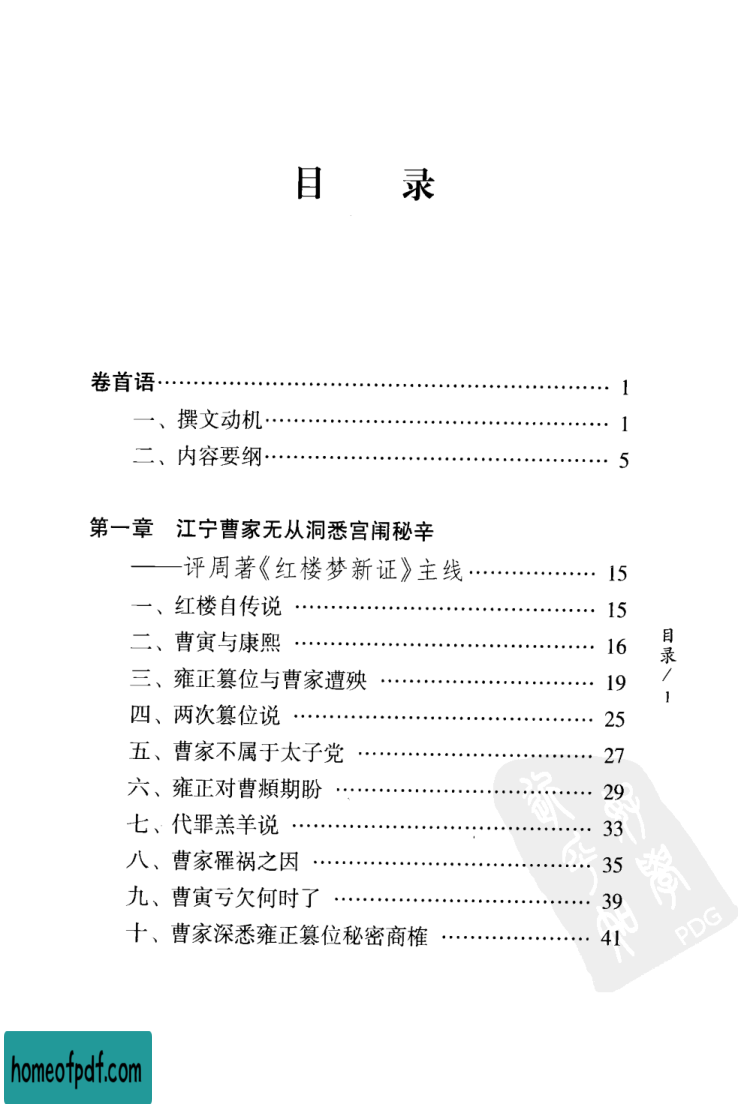 目 录
卷首语…………………………………………………… 1
一、撰文动机………………………………………… 1
二、内容要纲………………………………………… 5
第一章 江宁曹家无从洞悉宫闱秘辛
——评周著《红楼梦新证》主线……………… 15
一、红楼自传说 …………………………………… 15
二、曹寅与康熙 …………………………………… 16
三、雍正篡位与曹家遭殃 ………………………… 19
四、两次篡位说 …………………………………… 25
五、曹家不属于太子党 …………………………… 27
六、雍正对曹頫期盼 ……………………………… 29
七、代罪羔羊说 …………………………………… 33
八、曹家罹祸之因 ………………………………… 35
九、曹寅亏欠何时了 ……………………………… 39
十、曹家深悉雍正篡位秘密商榷 ………………… 41
目录/1
PDG
homeofpdf.com